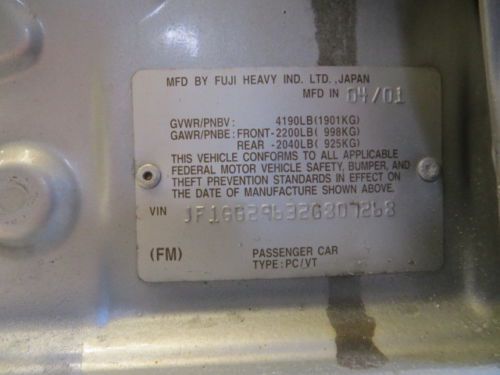 MFD BY FUJI HEAVY IND. LTD., JAPAN
MFD IN 04/01
GVWR/PNBV: 4190LB(1901KG)
GAWR/PNBE: FRONT-2200LB( 998KG)
REAR -2040LB( 925KG)
THIS VEHICLE CONFORMS TO ALL APPLICABLE
FEDERAL MOTOR VEHICLE SAFETY, BUMPER, AND
THEFT PREVENTION STANDARDS IN EFFECT ON
THE DATE OF MANUFACTURE SHOWN ABOVE.
VIN JF1GG29632G807268
(FM) PASSENGER CAR
TYPE:PC/VT